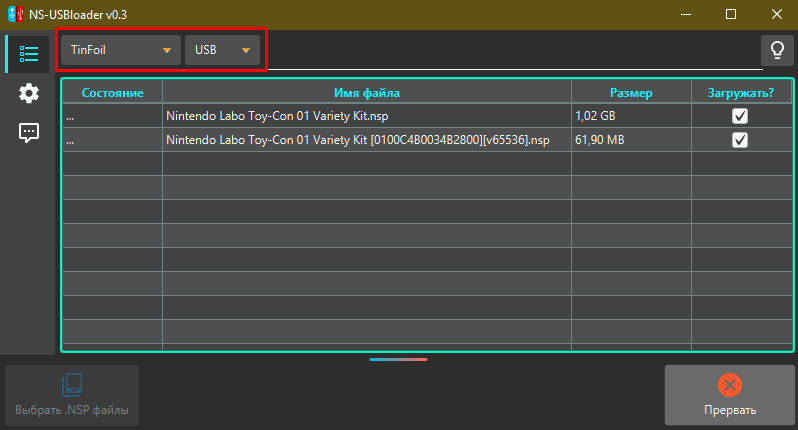 NS-USBloader v0.3
TinFoil USB
Состояние Имя файла Размер Загружать?
... Nintendo Labo Toy-Con 01 Variety Kit.nsp 1,02 GB
... Nintendo Labo Toy-Con 01 Variety Kit [0100C4B0034B2800][v65536].nsp 61,90 MB
Выбрать .NSP файлы Прервать